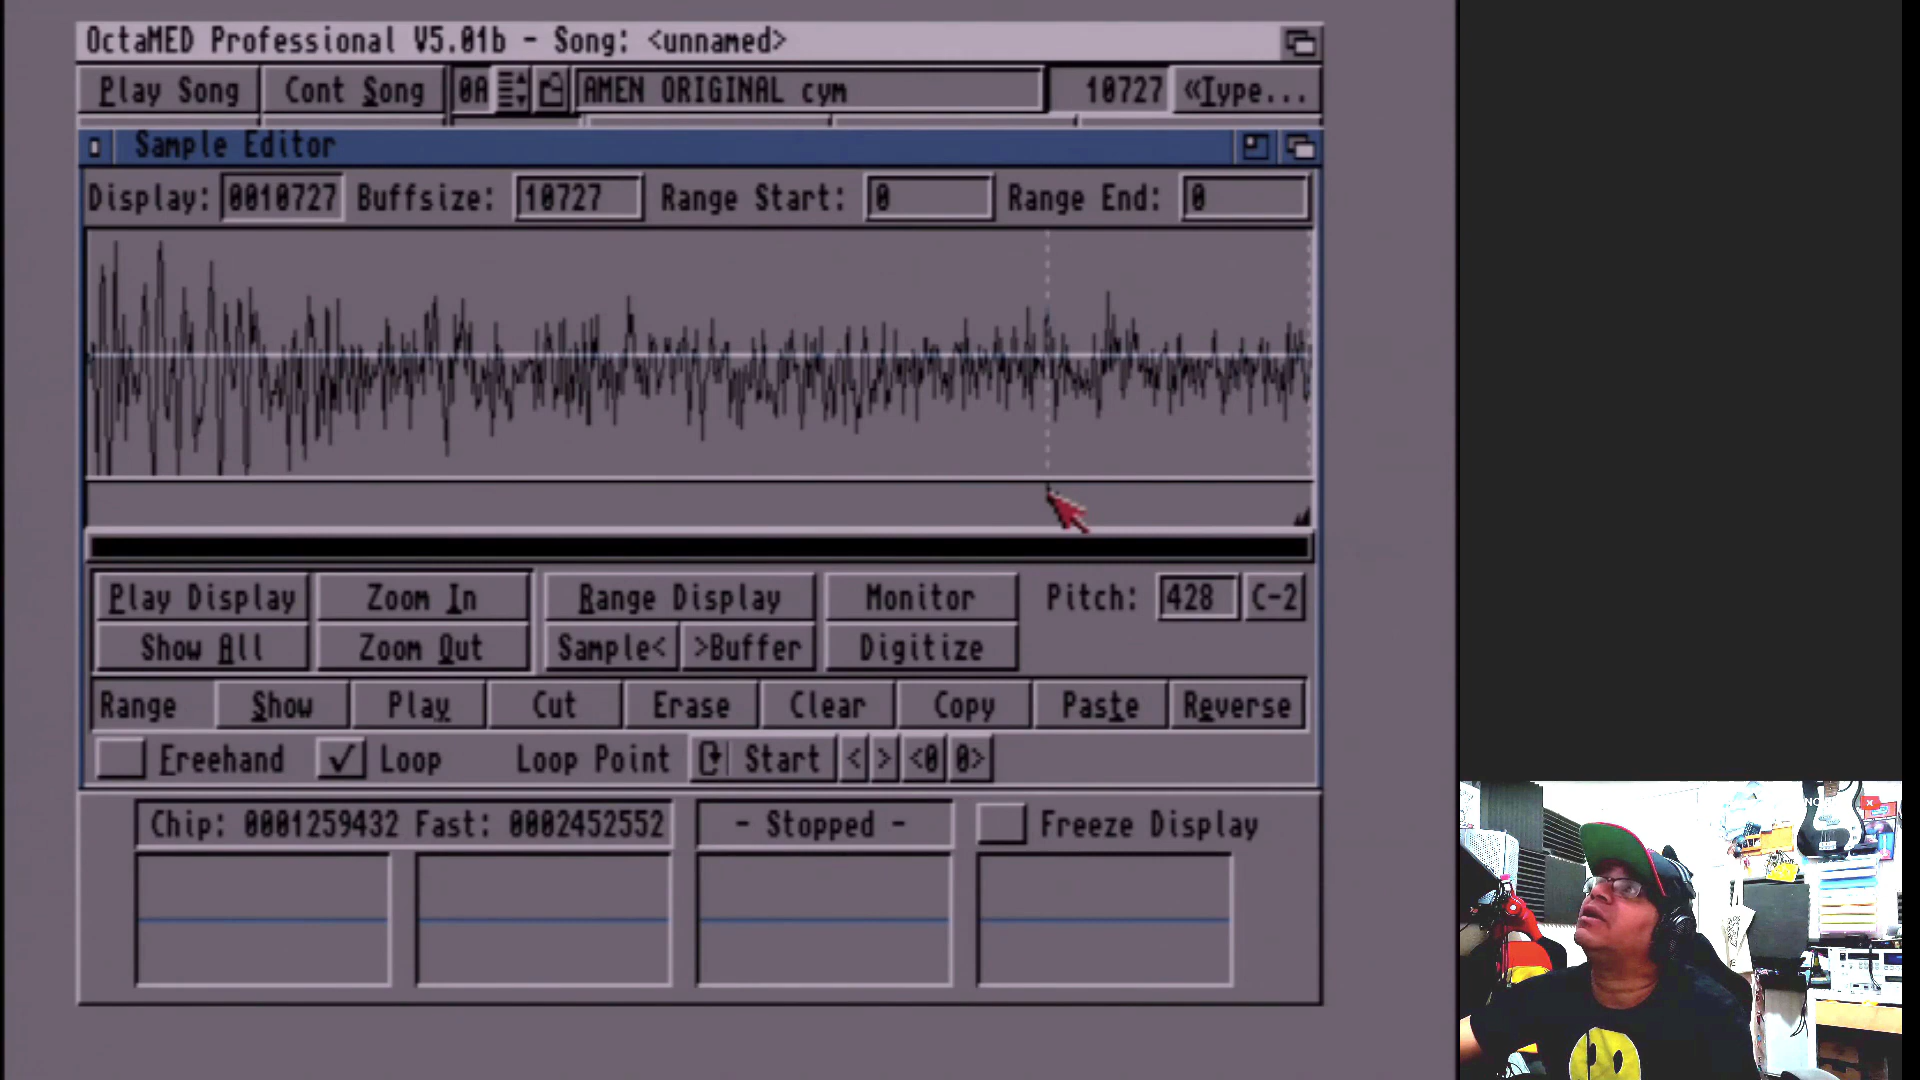 OctaMED Professional V5.01b - Song: <unnamed>
Play Song Cont Song 0A AMEN ORIGINAL cym 10727 «Type...
Sample Editor
Display: 0010727 Buffsize: 10727 Range Start: 0 Range End: 0
Play Display Zoom In Range Display Monitor Pitch: 428 C-2
Show All Zoom Out Sample< >Buffer Digitize
Range Show Play Cut Erase Clear Copy Paste Reverse
Freehand Loop Loop Point Start < > <0 0>
Chip: 0001259432 Fast: 0002452552 - Stopped - Freeze Display